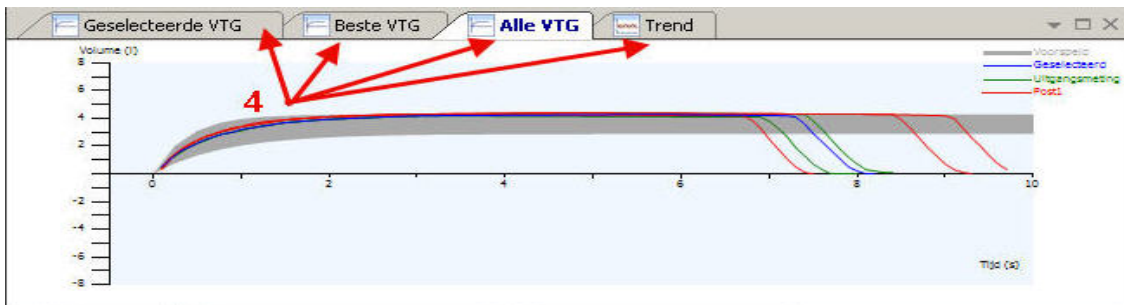 Geselecteerde VTG Beste VTG Alle VTG Trend
Volume (l)
Voorspeld
Geselecteerd
Uitgangsmeting
Post1
8
6
4
4
2
0 2 4 6 8 10
-2
-4
-6
-8
Tijd (s)